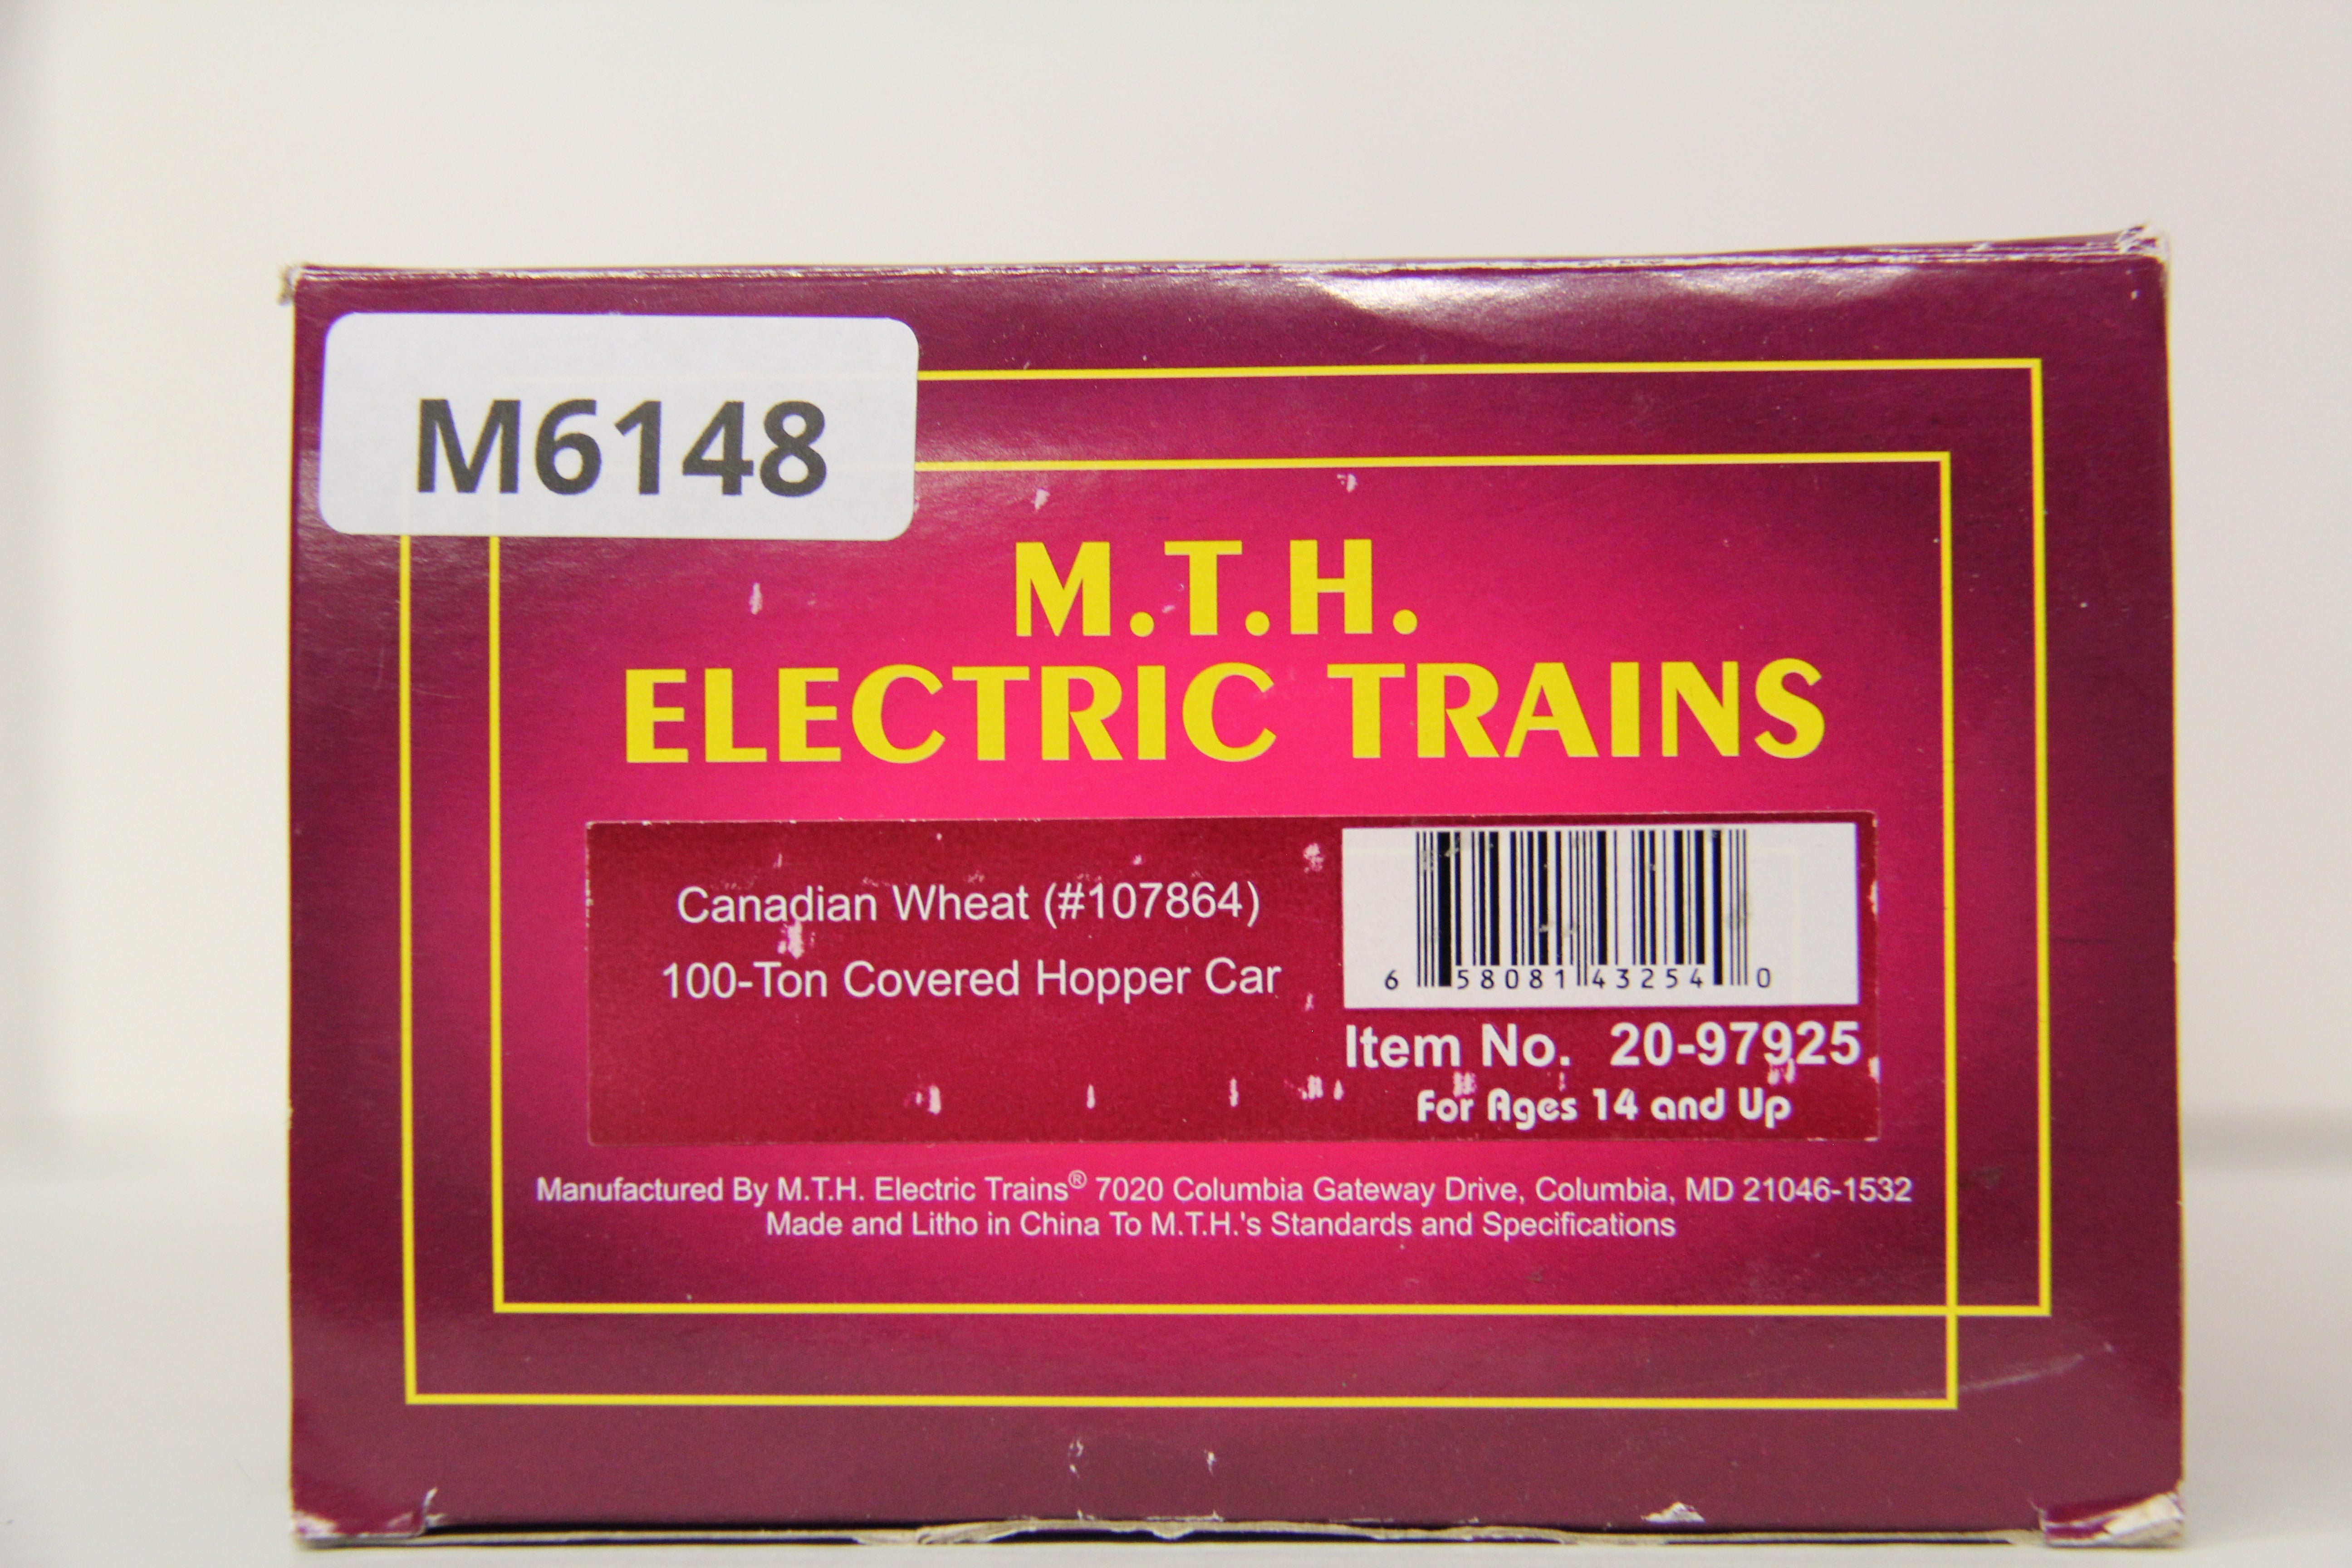 M6148
M.T.H.
ELECTRIC TRAINS
Canadian Wheat (#107864)
100-Ton Covered Hopper Car
6 58081 43254 0
Item No. 20-97925
For Ages 14 and Up
Manufactured By M.T.H. Electric Trains® 7020 Columbia Gateway Drive, Columbia, MD 21046-1532
Made and Litho in China To M.T.H.'s Standards and Specifications